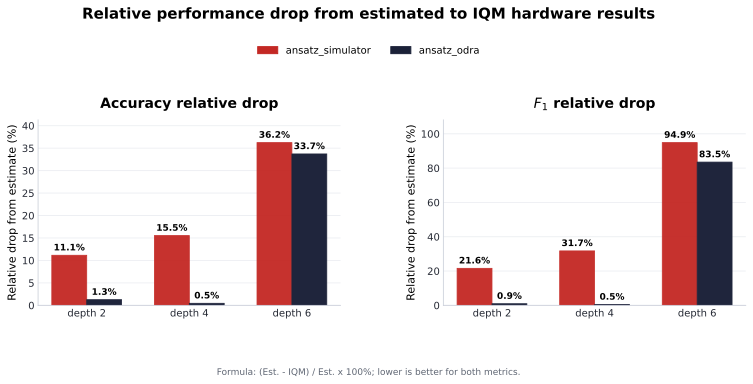 Relative performance drop from estimated to IQM hardware results
ansatz_simulator
ansatz_odra
Accuracy relative drop
Relative drop from estimate (%)
40
35
30
25
20
15
10
5
0
11.1%
1.3%
15.5%
0.5%
36.2%
33.7%
depth 2
depth 4
depth 6
F1 relative drop
Relative drop from estimate (%)
100
80
60
40
20
0
21.6%
0.9%
31.7%
0.5%
94.9%
83.5%
depth 2
depth 4
depth 6
Formula: (Est. - IQM) / Est. x 100%; lower is better for both metrics.